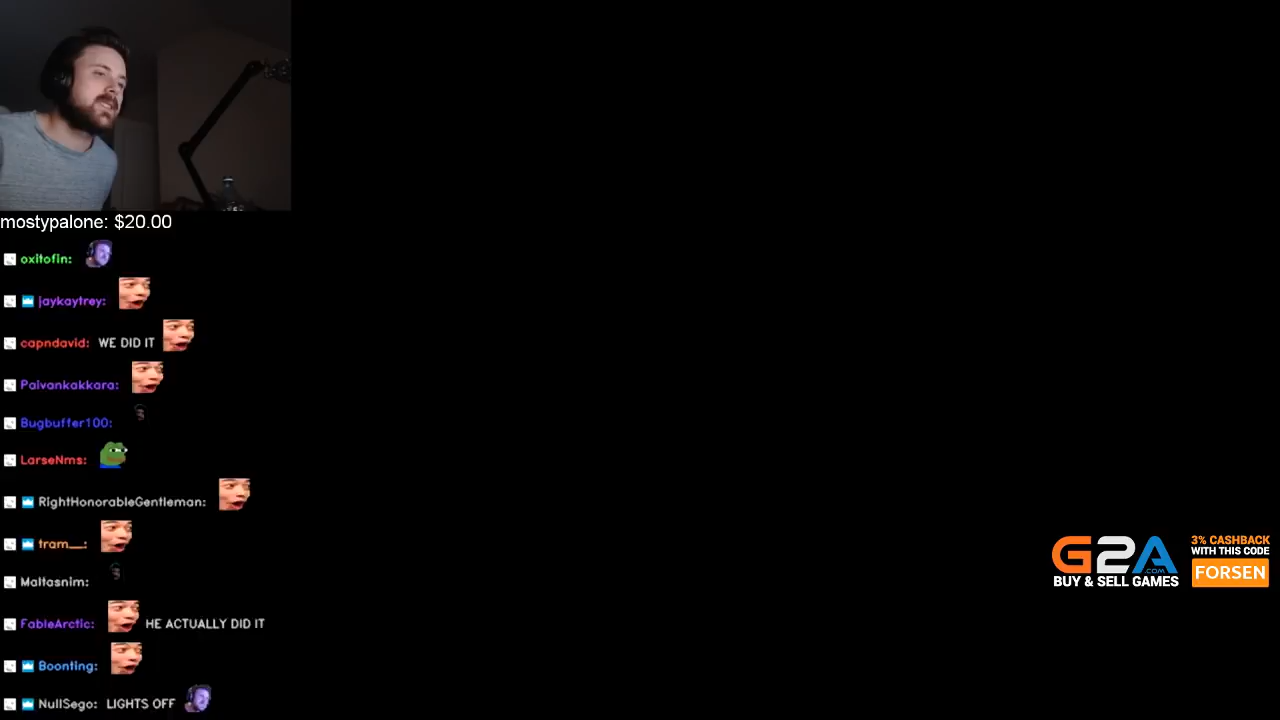 mostypalone: $20.00
oxitofin:
jaykaytrey:
capndavid: WE DID IT
Paivankakkara:
Bugbuffer100:
LarseNms:
RightHonorableGentleman:
tram__:
Maltasnim:
FableArctic: HE ACTUALLY DID IT
Boonting:
NullSego: LIGHTS OFF
G2A
.COM
BUY & SELL GAMES
3% CASHBACK
WITH THIS CODE
FORSEN